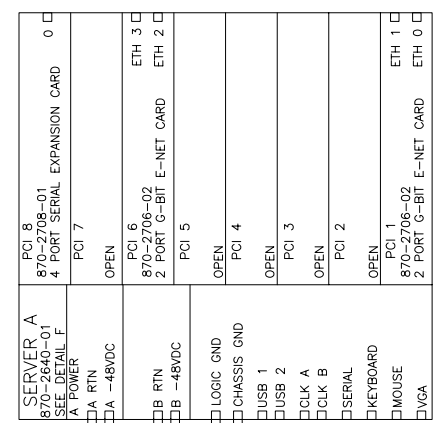 SERVER A
870-2640-01
SEE DETAIL F
A POWER
A RTN
A -48VDC
B RTN
B -48VDC
LOGIC GND
CHASSIS GND
USB 1
USB 2
CLK A
CLK B
SERIAL
KEYBOARD
MOUSE
VGA
PCI 8
870-2708-01
4 PORT SERIAL EXPANSION CARD
0
PCI 7
OPEN
PCI 6
870-2706-02
2 PORT G-BIT E-NET CARD
ETH 3
ETH 2
PCI 5
OPEN
PCI 4
OPEN
PCI 3
OPEN
PCI 2
OPEN
PCI 1
870-2706-02
2 PORT G-BIT E-NET CARD
ETH 1
ETH 0